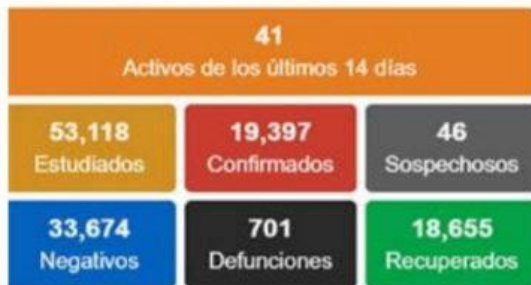 41
Activos de los últimos 14 días
53,118
Estudiados
19,397
Confirmados
46
Sospechosos
33,674
Negativos
701
Defunciones
18,655
Recuperados